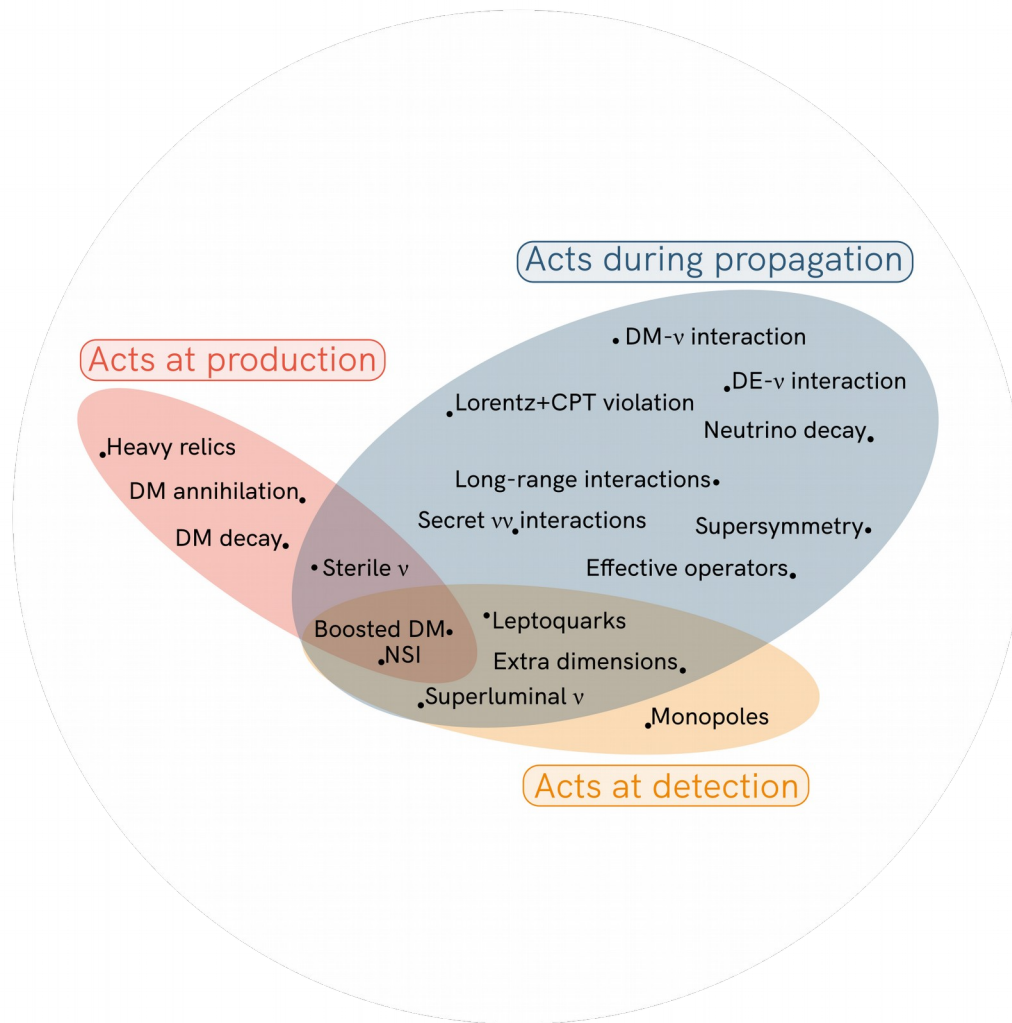 Acts during propagation
DM-ν interaction
Acts at production
DE-ν interaction
Lorentz+CPT violation
Neutrino decay
Heavy relics
Long-range interactions
DM annihilation
Secret νν interactions
Supersymmetry
DM decay
Sterile ν
Effective operators
Leptoquarks
Boosted DM
NSI
Extra dimensions
Superluminal ν
Monopoles
Acts at detection